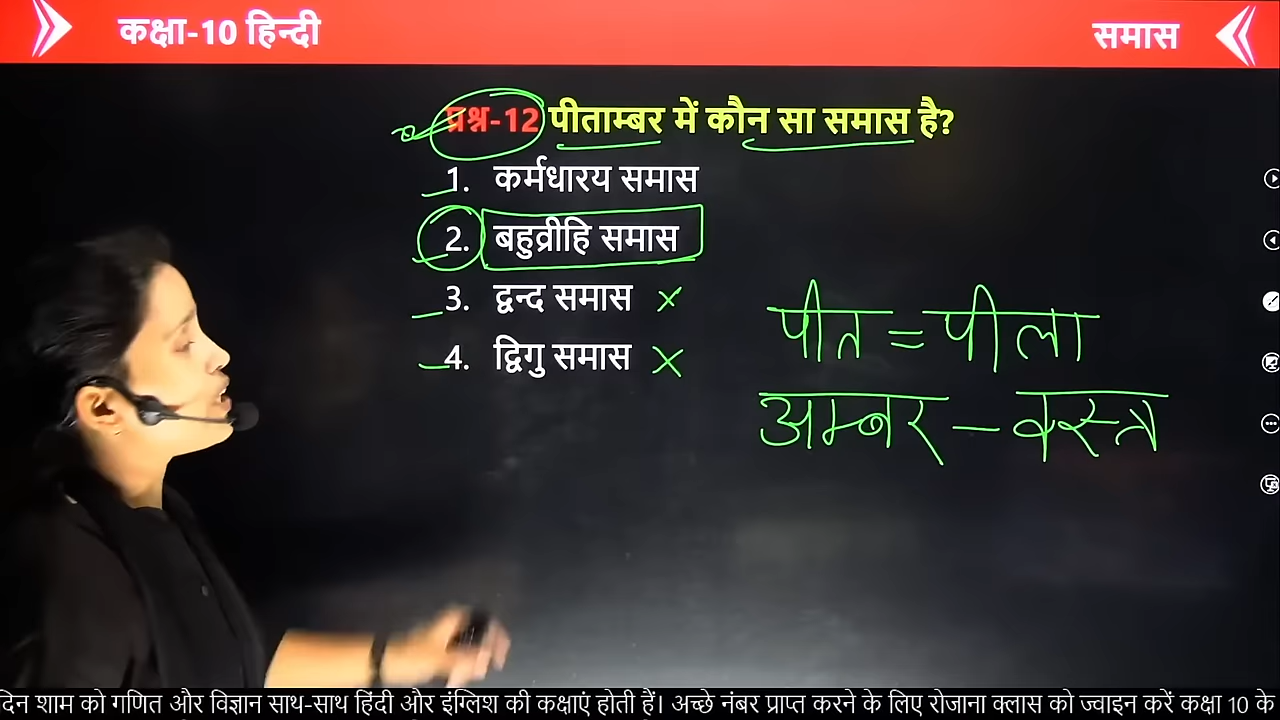 कक्षा-10 हिन्दी
समास
प्रश्न-12 पीताम्बर में कौन सा समास है?
1. कर्मधारय समास
2. बहुव्रीहि समास
3. द्वन्द समास
4. द्विगु समास
पीत = पीला
अम्बर – वस्त्र
दिन शाम को गणित और विज्ञान साथ-साथ हिंदी और इंग्लिश की कक्षाएं होती हैं। अच्छे नंबर प्राप्त करने के लिए रोजाना क्लास को ज्वाइन करें कक्षा 10 के